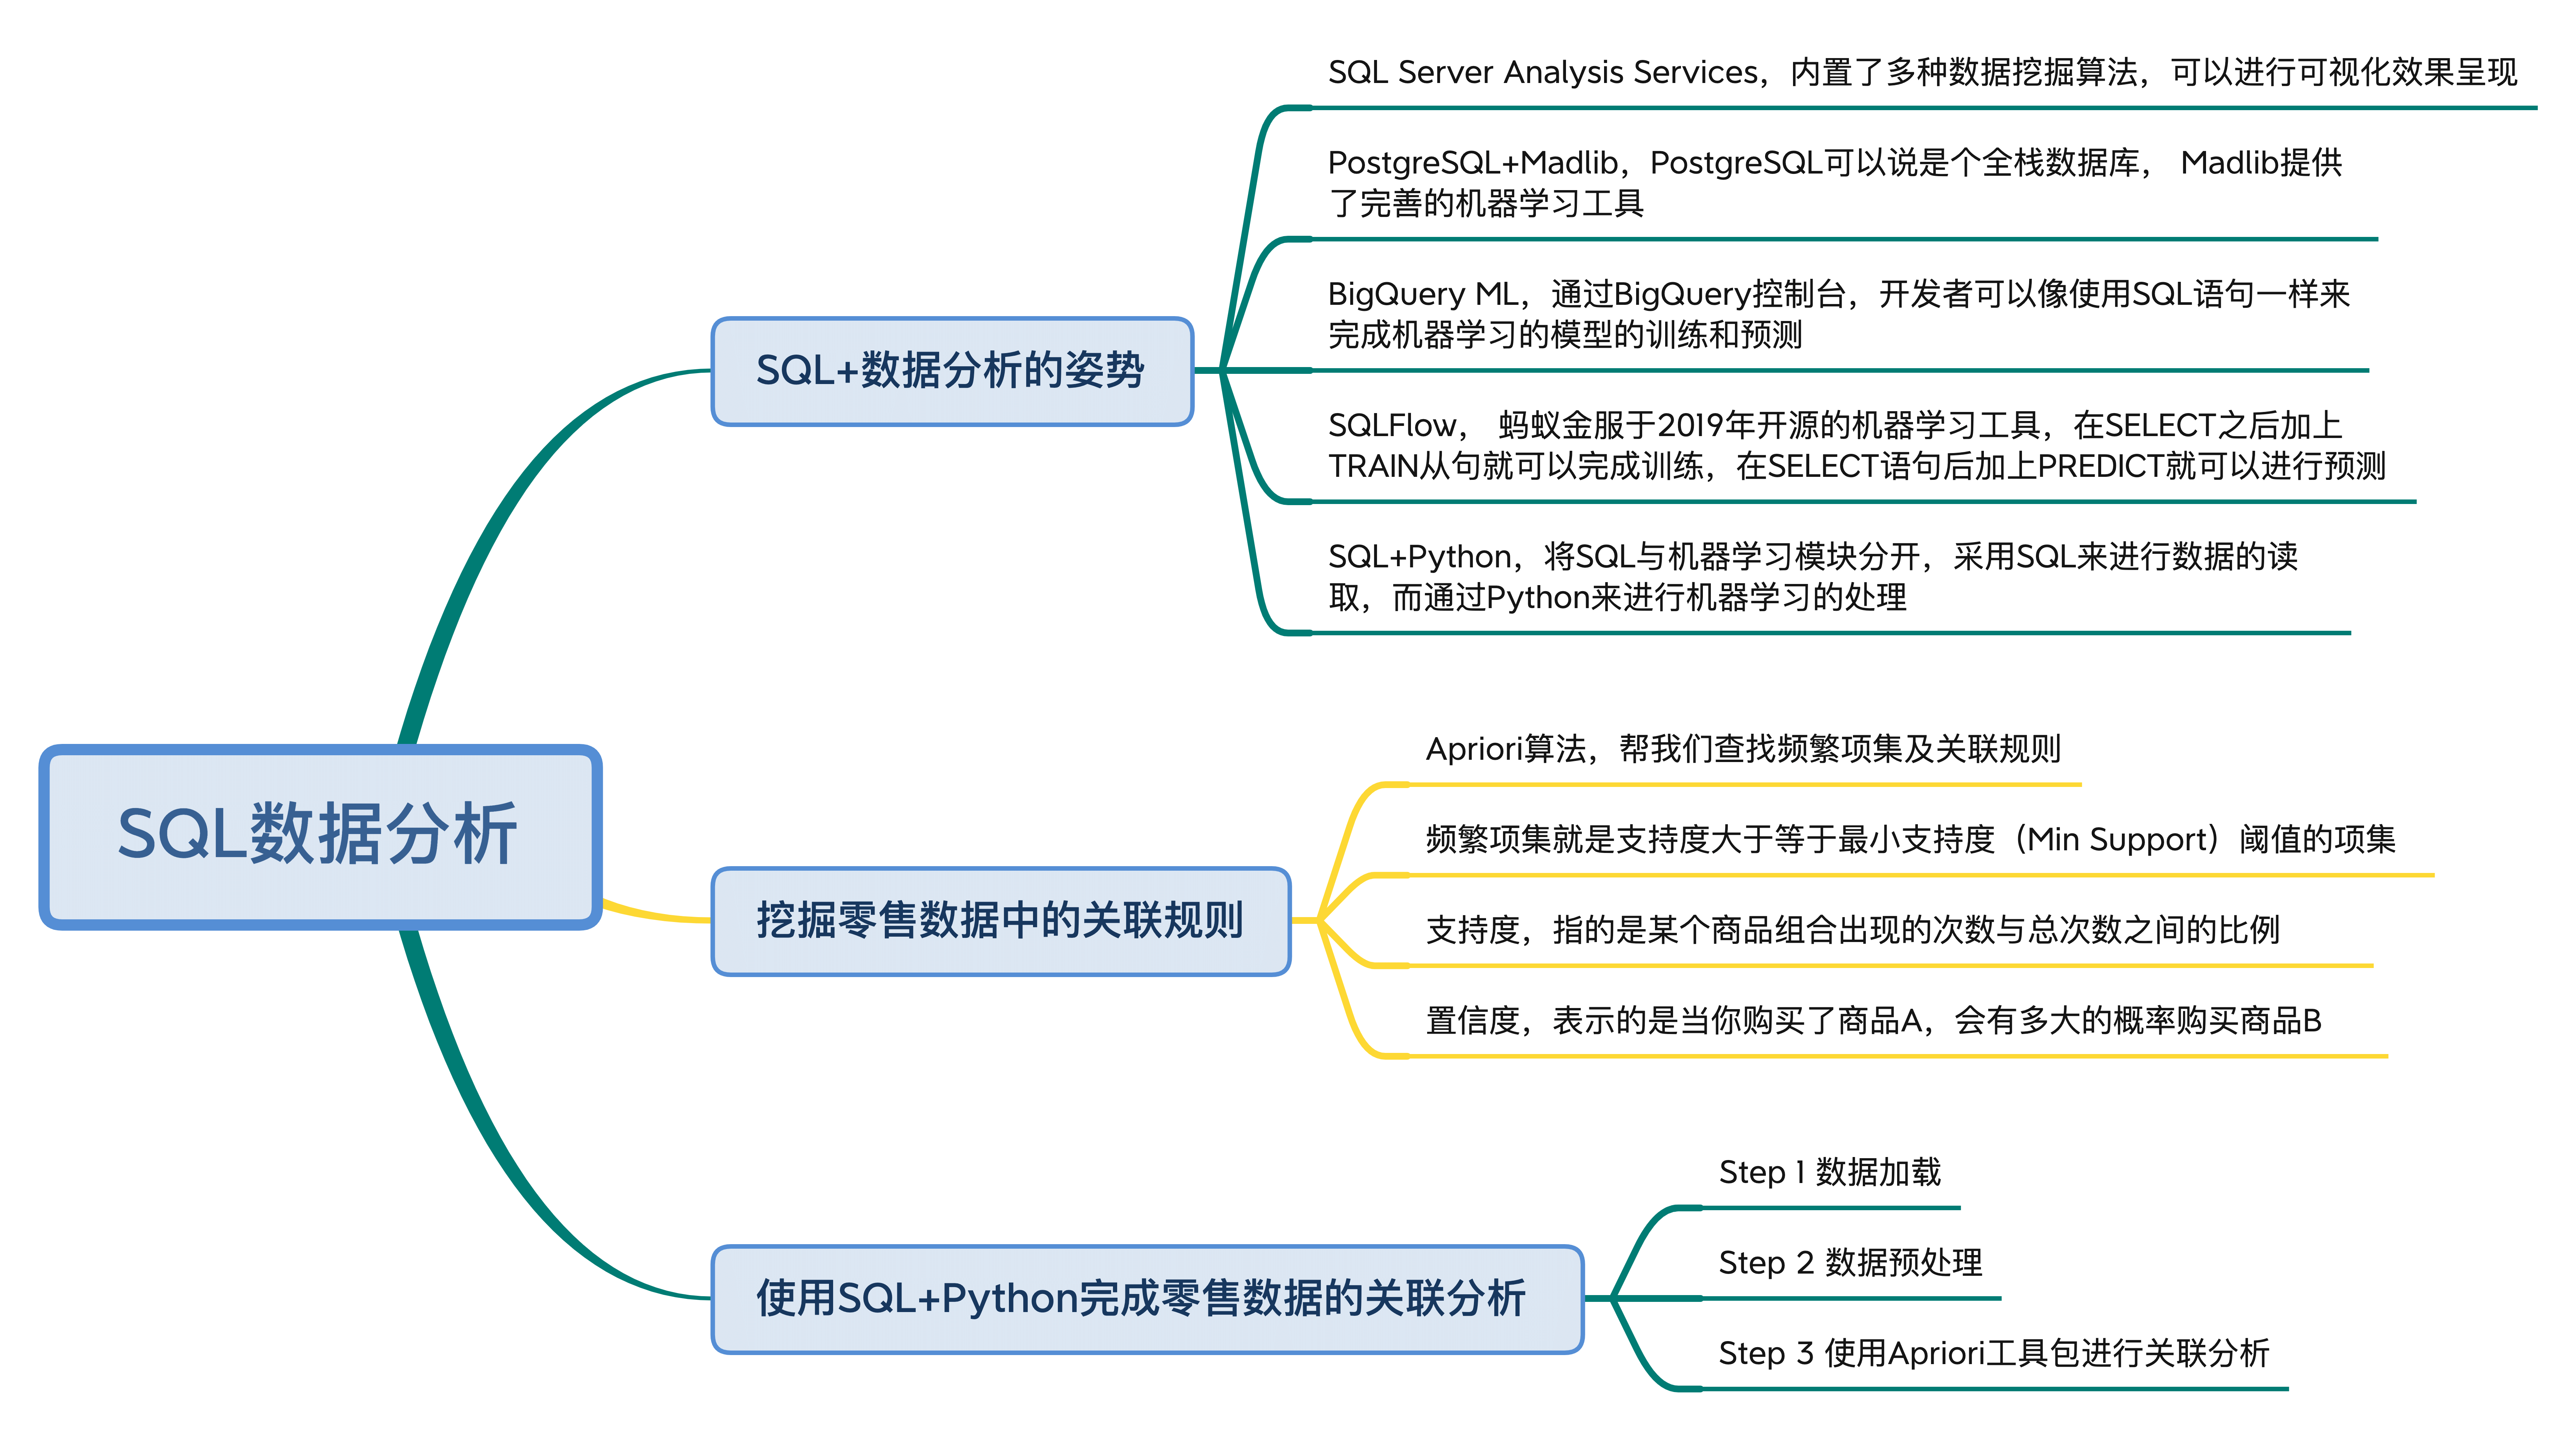 SQL数据分析
SQL+数据分析的姿势
SQL Server Analysis Services，内置了多种数据挖掘算法，可以进行可视化效果呈现
PostgreSQL+Madlib，PostgreSQL可以说是个全栈数据库， Madlib提供
了完善的机器学习工具
BigQuery ML，通过BigQuery控制台，开发者可以像使用SQL语句一样来
完成机器学习的模型的训练和预测
SQLFlow， 蚂蚁金服于2019年开源的机器学习工具，在SELECT之后加上
TRAIN从句就可以完成训练，在SELECT语句后加上PREDICT就可以进行预测
SQL+Python，将SQL与机器学习模块分开，采用SQL来进行数据的读
取，而通过Python来进行机器学习的处理
挖掘零售数据中的关联规则
Apriori算法，帮我们查找频繁项集及关联规则
频繁项集就是支持度大于等于最小支持度（Min Support）阈值的项集
支持度，指的是某个商品组合出现的次数与总次数之间的比例
置信度，表示的是当你购买了商品A，会有多大的概率购买商品B
使用SQL+Python完成零售数据的关联分析
Step 1 数据加载
Step 2 数据预处理
Step 3 使用Apriori工具包进行关联分析